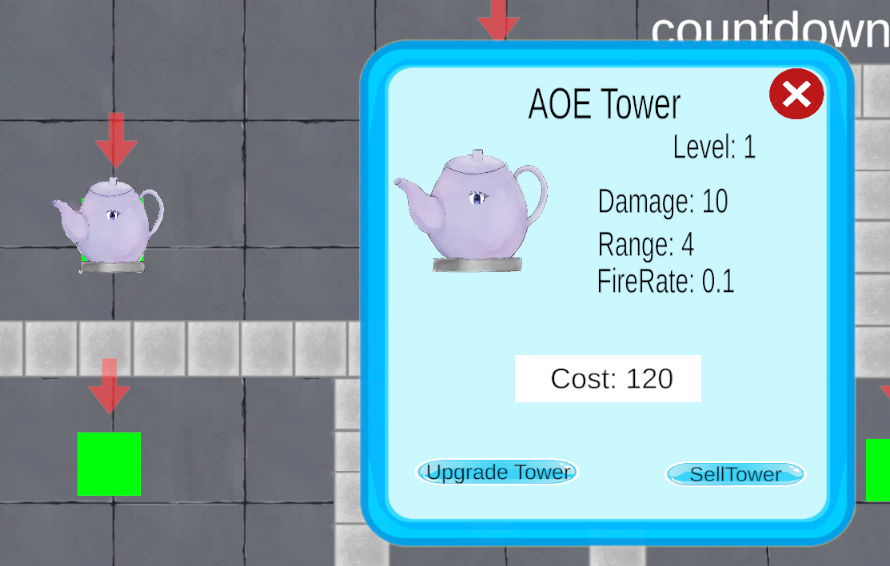 countdown
AOE Tower
Level: 1
Damage: 10
Range: 4
FireRate: 0.1
Cost: 120
Upgrade Tower
SellTower